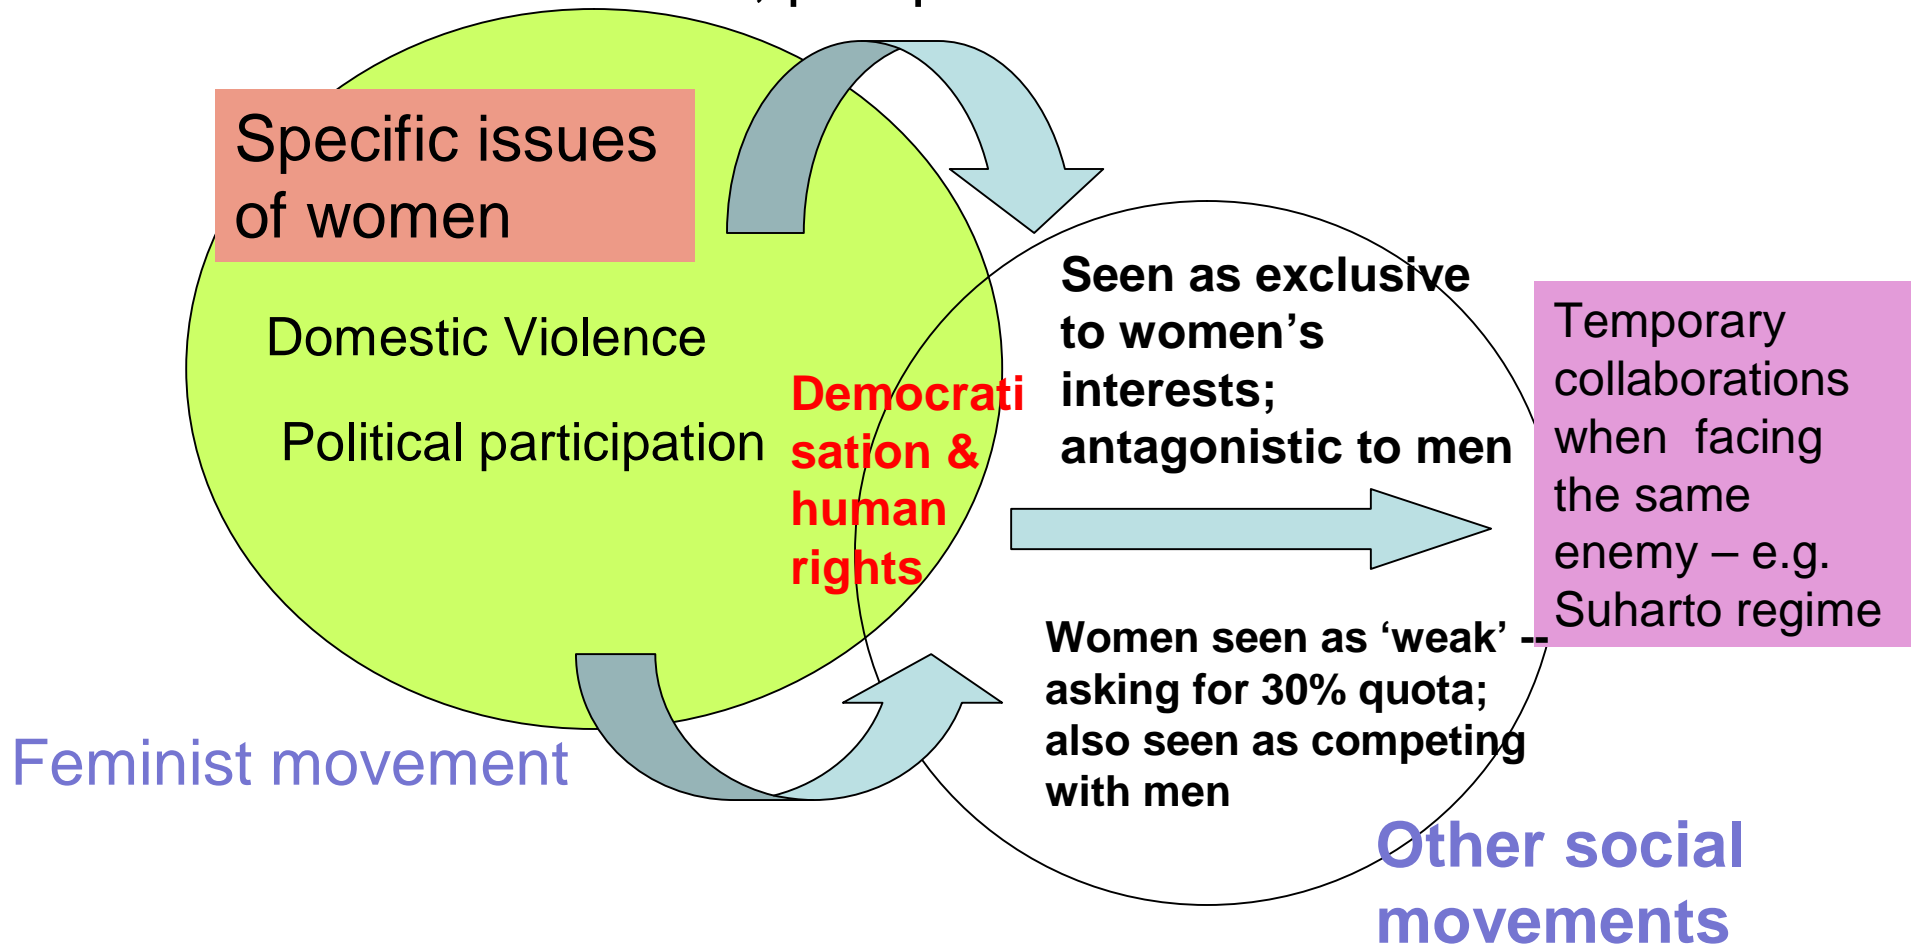 Specific issues
of women
Domestic Violence
Political participation
Democrati
sation &
human
rights
Seen as exclusive
to women’s
interests;
antagonistic to men
Women seen as ‘weak’ --
asking for 30% quota;
also seen as competing
with men
Temporary
collaborations
when  facing
the same
enemy – e.g.
Suharto regime
Feminist movement
Other social
movements